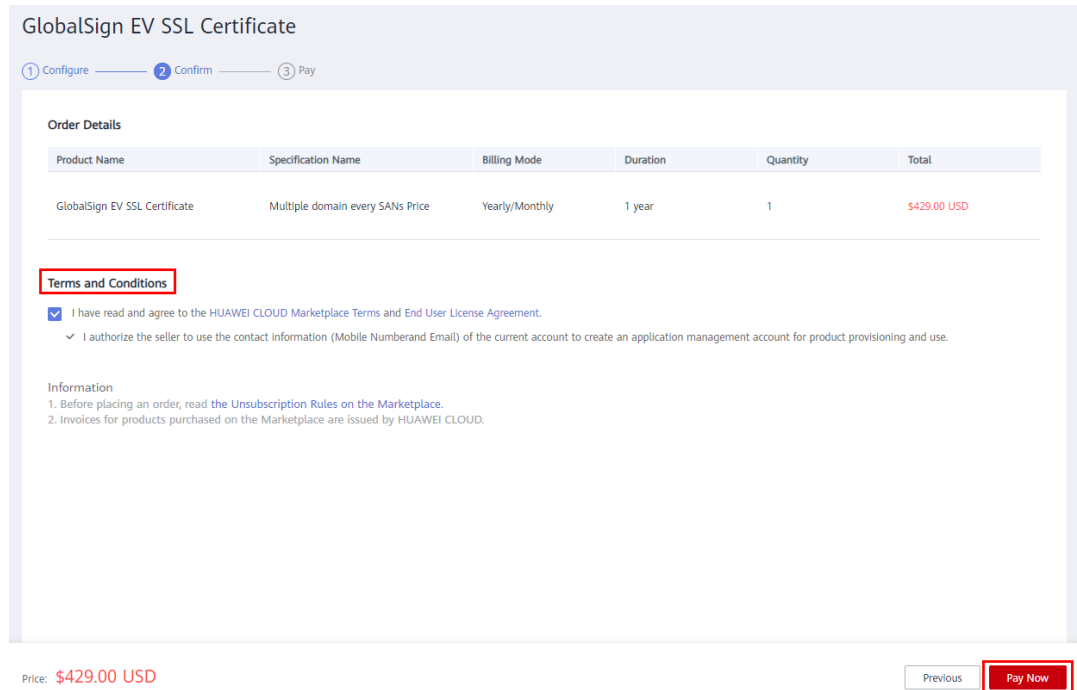 GlobalSign EV SSL Certificate
1 Configure 2 Confirm 3 Pay
Order Details
Product Name Specification Name Billing Mode Duration Quantity Total
GlobalSign EV SSL Certificate Multiple domain every SANs Price Yearly/Monthly 1 year 1 $429.00 USD
Terms and Conditions
I have read and agree to the HUAWEI CLOUD Marketplace Terms and End User License Agreement.
I authorize the seller to use the contact information (Mobile Numberand Email) of the current account to create an application management account for product provisioning and use.
Information
1. Before placing an order, read the Unsubscription Rules on the Marketplace.
2. Invoices for products purchased on the Marketplace are issued by HUAWEI CLOUD.
Price: $429.00 USD Previous Pay Now